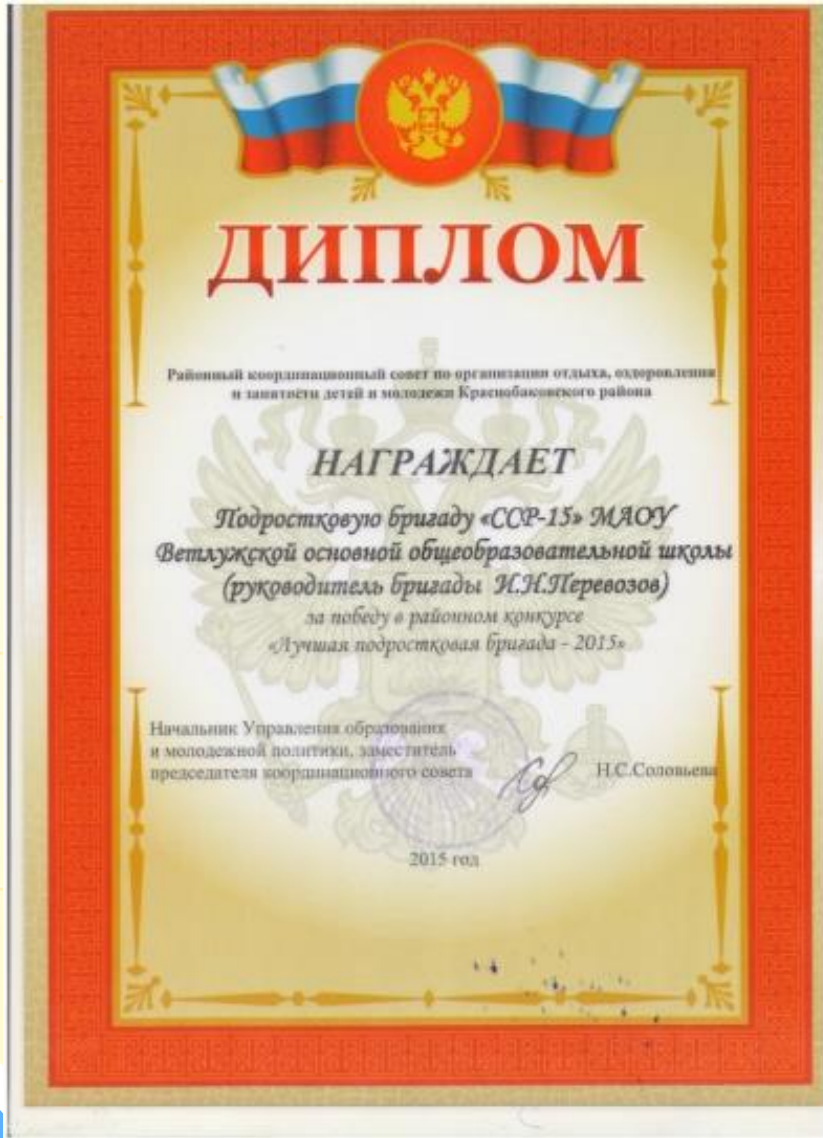 ДИПЛОМ
Районный координационный совет по организации отдыха, оздоровления
и занятости детей и молодежи Краснобаковского района
НАГРАЖДАЕТ
Подростковую бригаду «ССР-15» МАОУ
Ветлужской основной общеобразовательной школы
(руководитель бригады И.Н.Перевозов)
за победу в районном конкурсе
«Лучшая подростковая бригада - 2015»
Начальник Управления образования
и молодежной политики, заместитель
председателя координационного совета
Н.С.Соловьева
2015 год